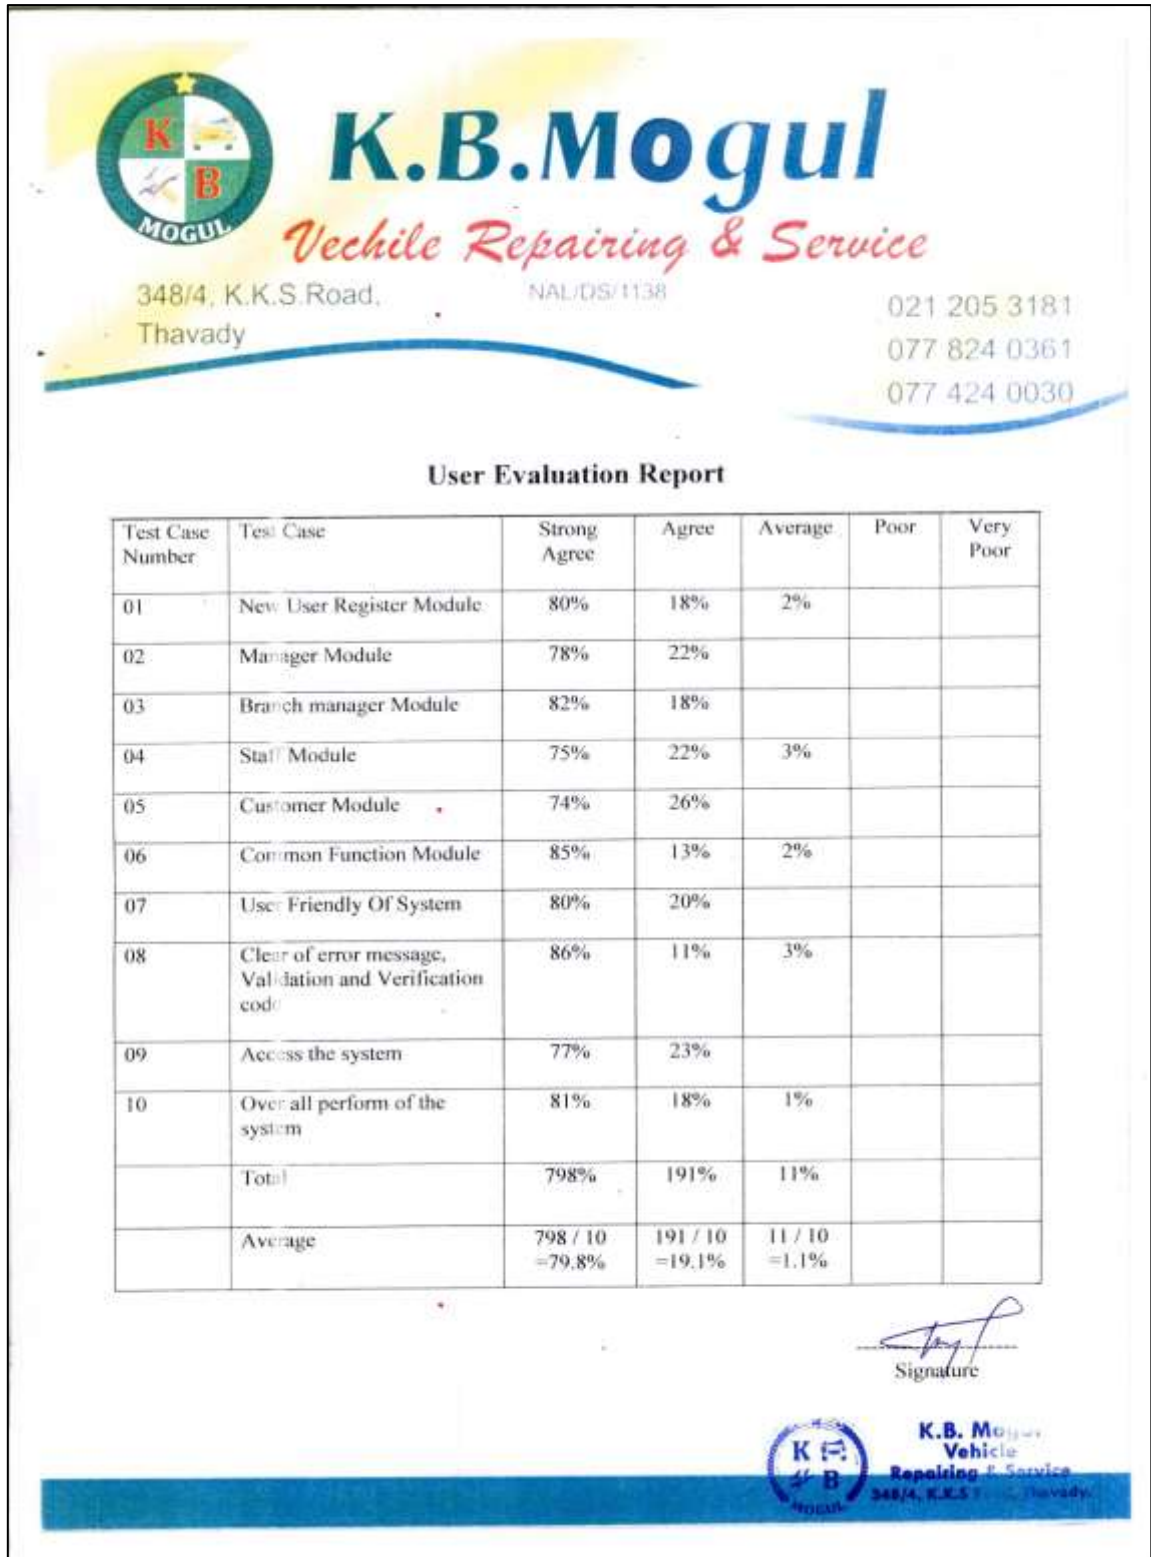 K
B
MOGUL
K.B.Mogul
Vechile Repairing & Service
348/4, K.K.S.Road,
Thavady
NAL/DS/1138
021 205 3181
077 824 0361
077 424 0030
User Evaluation Report
Test Case Number Test Case Strong Agree Agree Average Poor Very Poor
01 New User Register Module 80% 18% 2%
02 Manager Module 78% 22%
03 Branch manager Module 82% 18%
04 Staff Module 75% 22% 3%
05 Customer Module 74% 26%
06 Common Function Module 85% 13% 2%
07 User Friendly Of System 80% 20%
08 Clear of error message, 86% 11% 3%
Validation and Verification
code
09 Access the system 77% 23%
10 Over all perform of the 81% 18% 1%
system
Total 798% 191% 11%
Average 798 / 10 191 / 10 11 / 10
=79.8% =19.1% =1.1%
Signature
K
B
MOGUL
K.B. Mogul
Vehicle
Repairing & Service
348/4, K.K.S Road, Thavady.